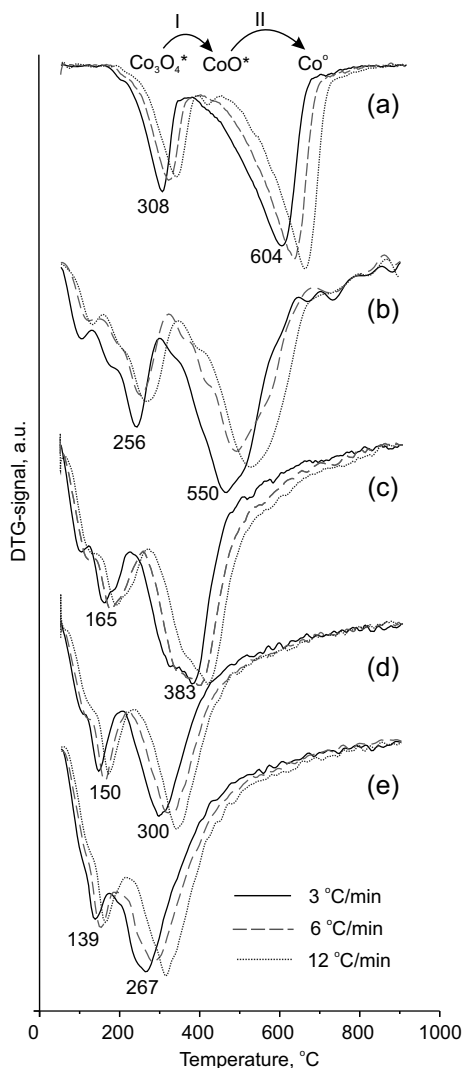 I II
Co₃O₄* CoO* Co°
(a)
308
604
(b)
256
550
(c)
165
383
(d)
150
300
(e)
139
267
3 °C/min
6 °C/min
12 °C/min
DTG-signal, a.u.
0 200 400 600 800 1000
Temperature, °C